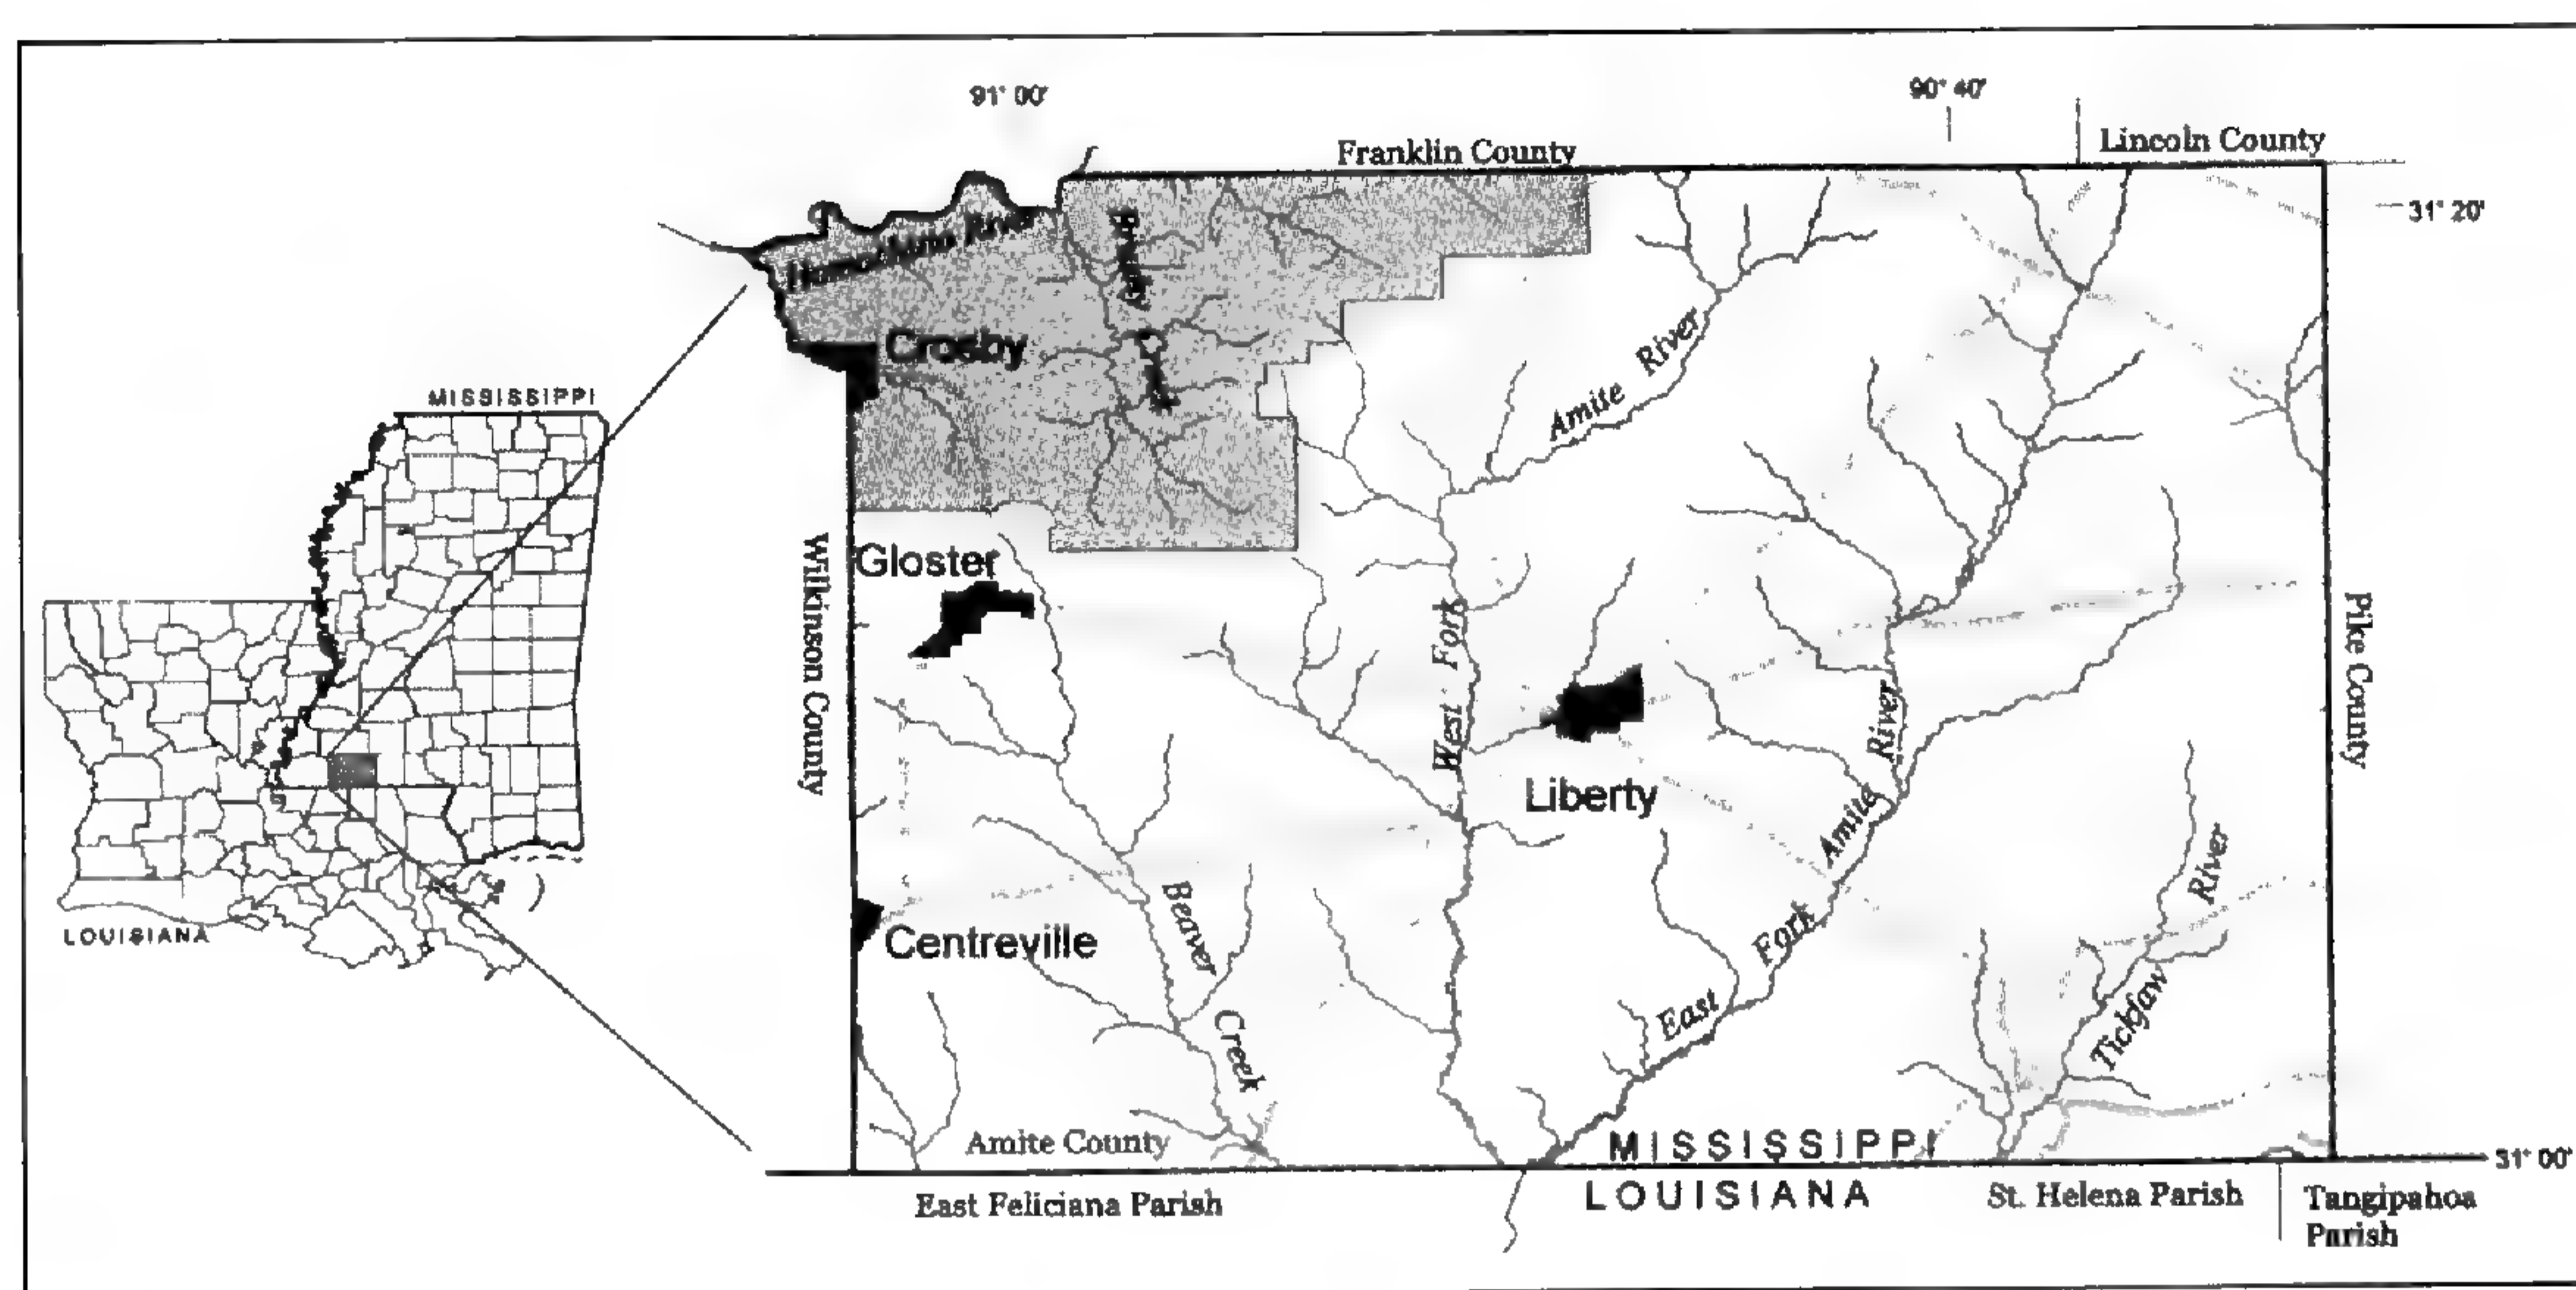 91° 00'
90° 40'
Franklin County
Lincoln County
31° 20'
Homochitto River
Crosby
Amite River
MISSISSIPPI
Wilkinson County
Gloster
West Fork
Pike County
Liberty
River
Amite
Fork
East
Beaver
Creek
River
Tickfaw
LOUISIANA
Centreville
Amite County
MISSISSIPPI
31° 00'
East Feliciana Parish
LOUISIANA
St. Helena Parish
Tangipahoa
Parish